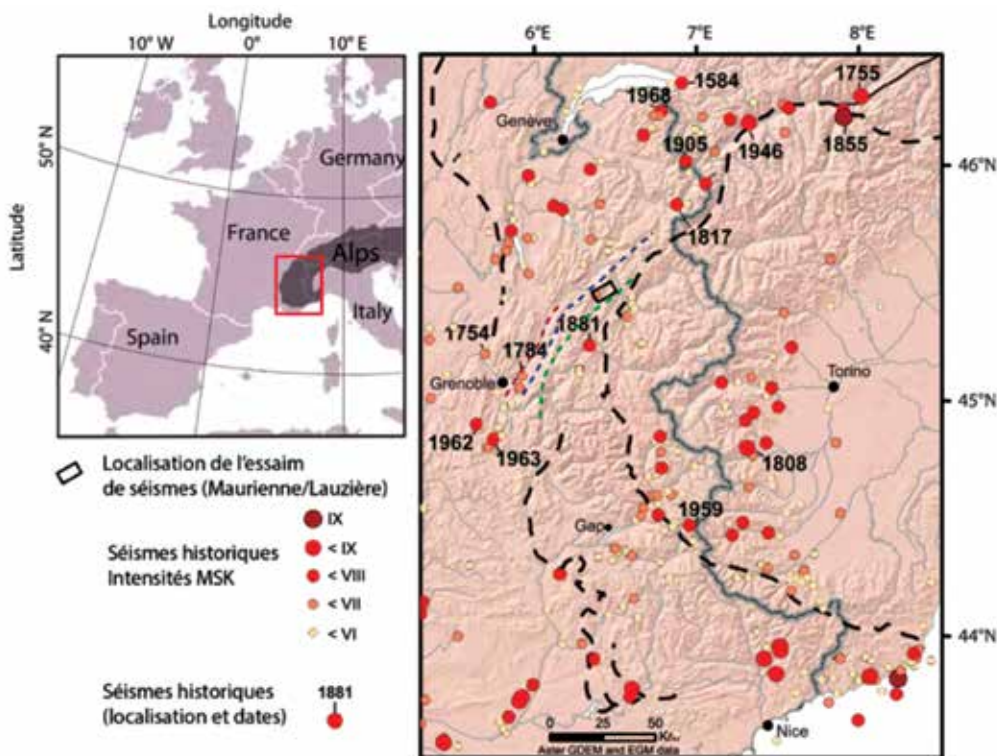 Longitude
10° W 0° 10° E
50° N
Latitude
40° N
Germany
France
Alps
Italy
Spain
Localisation de l'essaim
de séismes (Maurienne/Lauzière)
Séismes historiques
Intensités MSK
IX
< IX
< VIII
< VII
< VI
Séismes historiques
(localisation et dates)
1881
6°E 7°E 8°E
1584
1755
1968
Genève
1905
1946
1855
46°N
1817
1754
1881
1784
Grenoble
Torino
45°N
1962
1963
1808
1959
Gap
44°N
0 25 50
Km
Aster GDEM and EGM data
Nice